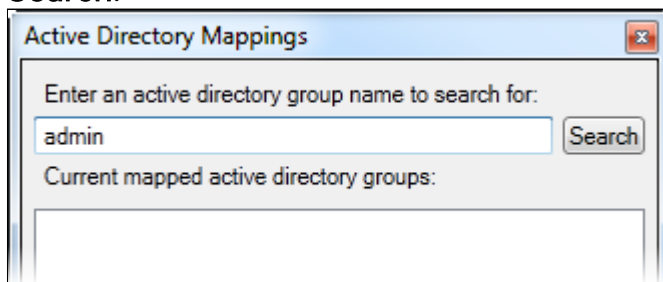 Search.
Active Directory Mappings
Enter an active directory group name to search for:
admin
Search
Current mapped active directory groups: